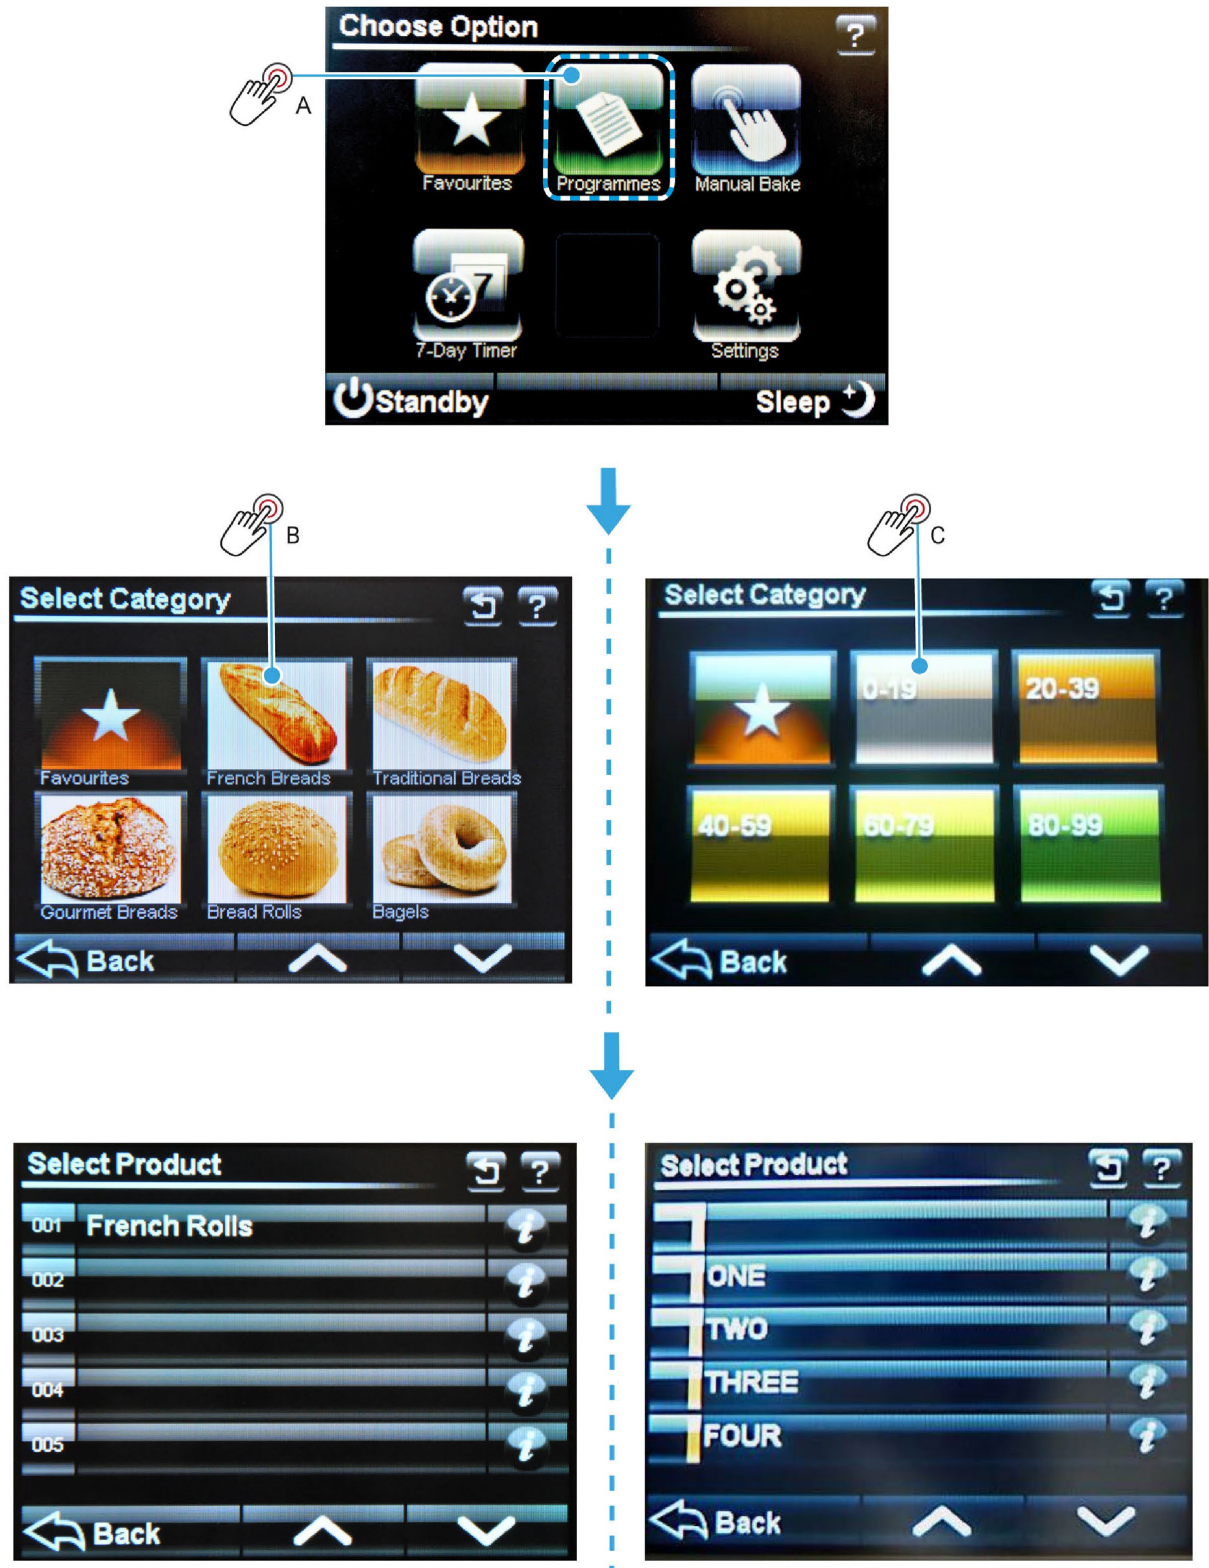 Choose Option
?
A
Favourites
Programmes
Manual Bake
7
7-Day Timer
Settings
Standby
Sleep
B
C
Select Category
?
Favourites
French Breads
Traditional Breads
Gourmet Breads
Bread Rolls
Bagels
Back
Select Category
?
0-19
20-39
40-59
60-79
80-99
Back
Select Product
?
001 French Rolls i
002 i
003 i
004 i
005 i
Back
Select Product
?
i
ONE i
TWO i
THREE i
FOUR i
Back